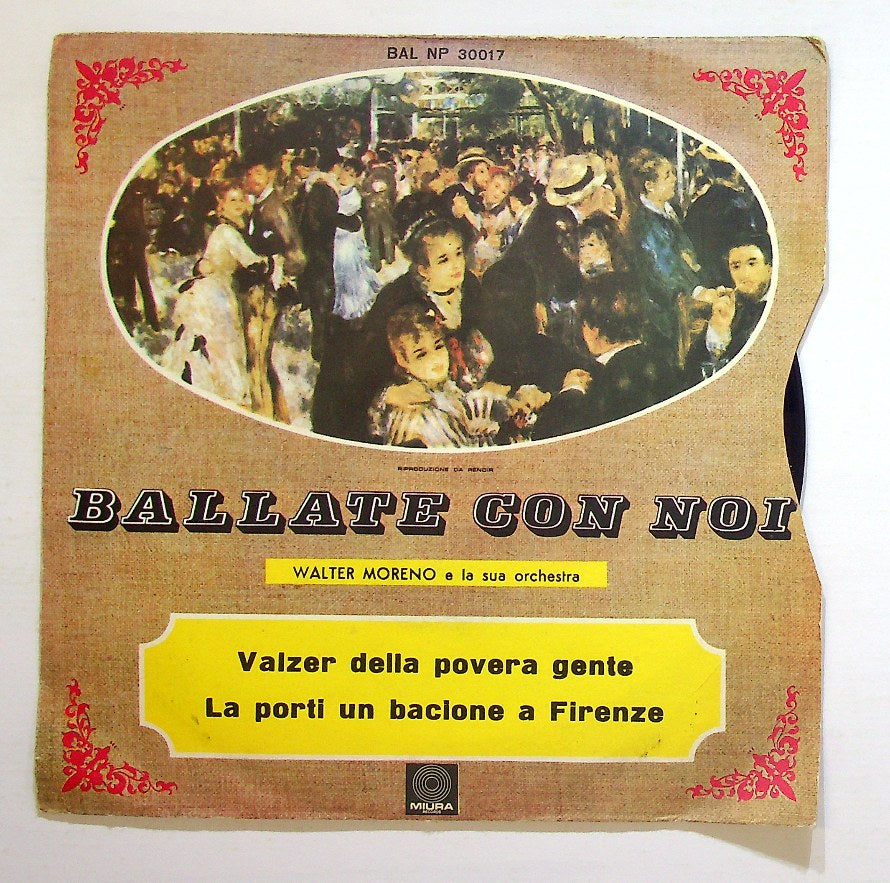 BAL NP 30017
RIPRODUZIONE DA RENOIR
BALLATE CON NOI
WALTER MORENO e la sua orchestra
Valzer della povera gente
La porti un bacione a Firenze
MIURA
RECORDS